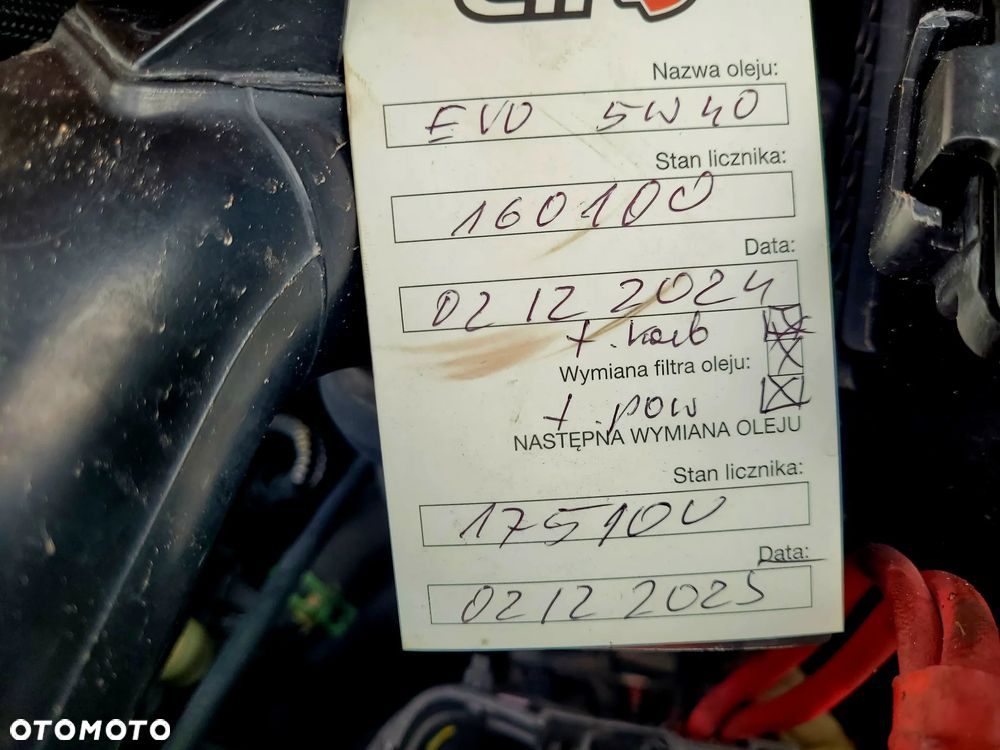 Nazwa oleju:
EVO 5W40
Stan licznika:
160100
Data:
02 12 2024
f. kab
Wymiana filtra oleju:
f. pow
NASTĘPNA WYMIANA OLEJU
Stan licznika:
175100
Data:
02 12 2025
OTOMOTO